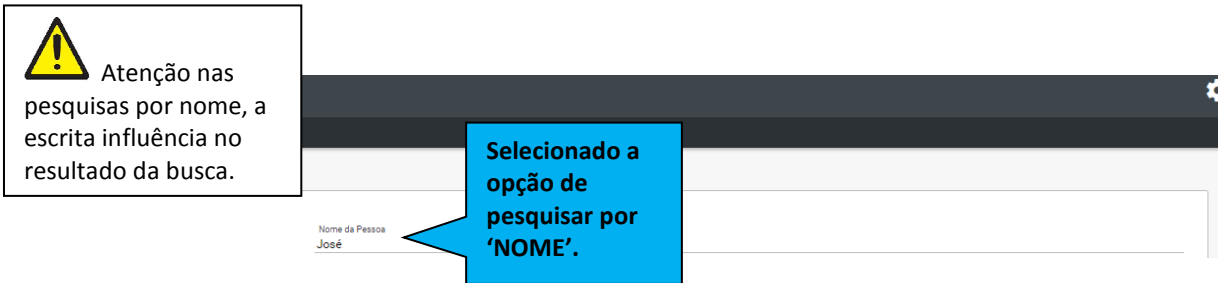 Atenção nas
pesquisas por nome, a
escrita influência no
resultado da busca.
Selecionado a
opção de
pesquisar por
‘NOME’.
Nome da Pessoa
José